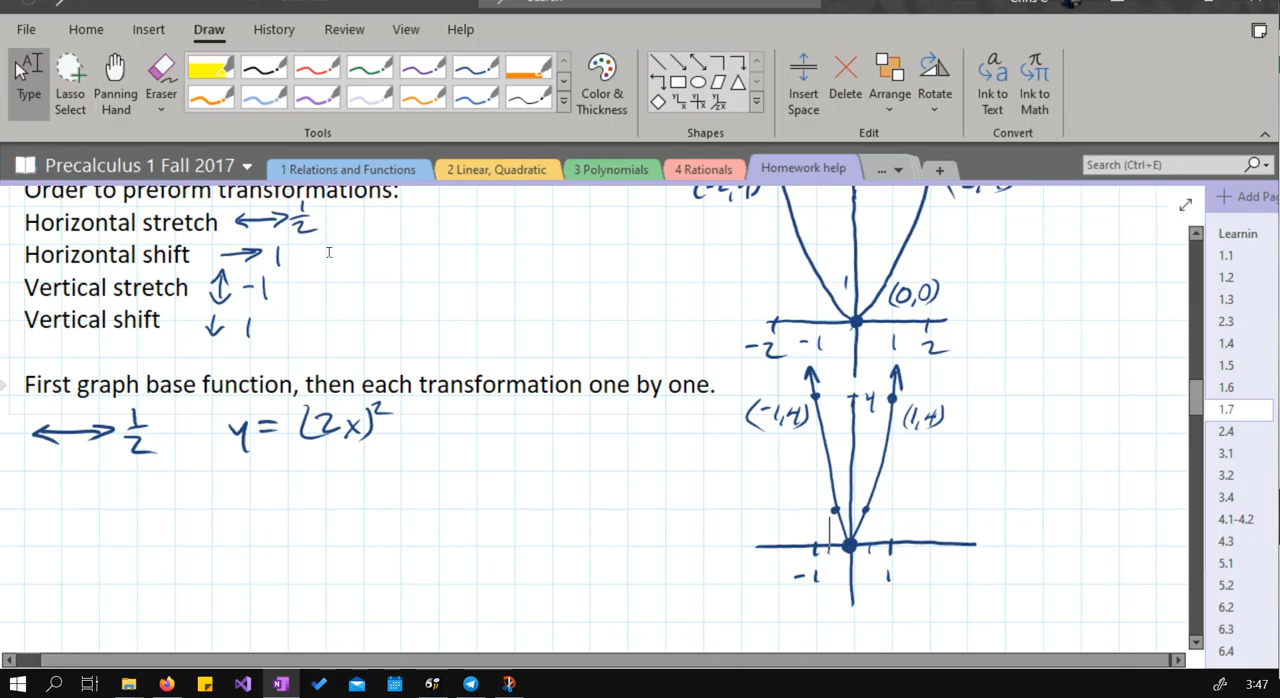 File Home Insert Draw History Review View Help
Type
Lasso Select
Panning Hand
Eraser
Color & Thickness
Insert Space
Delete
Arrange
Rotate
Ink to Text
Ink to Math
Tools Shapes Edit Convert
Precalculus 1 Fall 2017
1 Relations and Functions
2 Linear, Quadratic
3 Polynomials
4 Rationals
Homework help
...
Search (Ctrl+E)
Order to preform transformations:
Horizontal stretch ↔ 1/2
Horizontal shift → 1
Vertical stretch ↕ -1
Vertical shift ↓ 1
First graph base function, then each transformation one by one.
↔ 1/2 y = (2x)²
1 (0,0)
-2 -1 1 2
(-1,4) 4 (1,4)
-1 1
Add Pag
Learnin
1.1
1.2
1.3
2.3
1.4
1.5
1.6
1.7
2.4
3.1
3.2
3.4
4.1-4.2
4.3
5.1
5.2
6.2
6.3
6.4
3:47